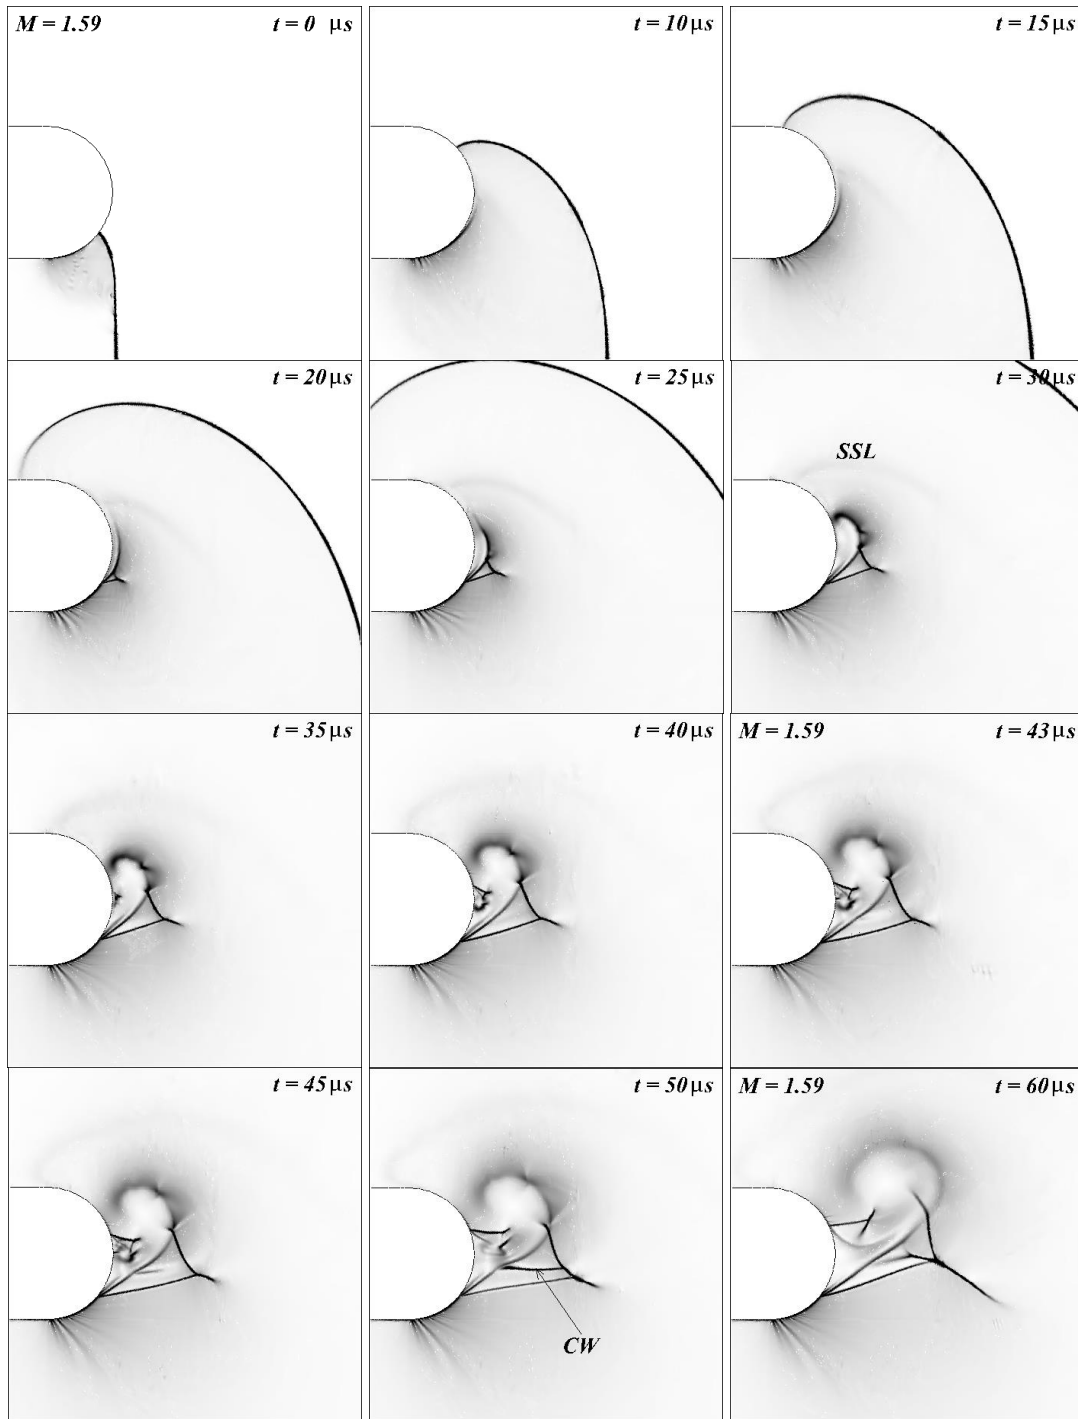 M = 1.59 t = 0 μs
t = 10 μs
t = 15 μs
t = 20 μs
t = 25 μs
t = 30 μs
SSL
t = 35 μs
t = 40 μs
M = 1.59 t = 43 μs
t = 45 μs
t = 50 μs
CW
M = 1.59 t = 60 μs